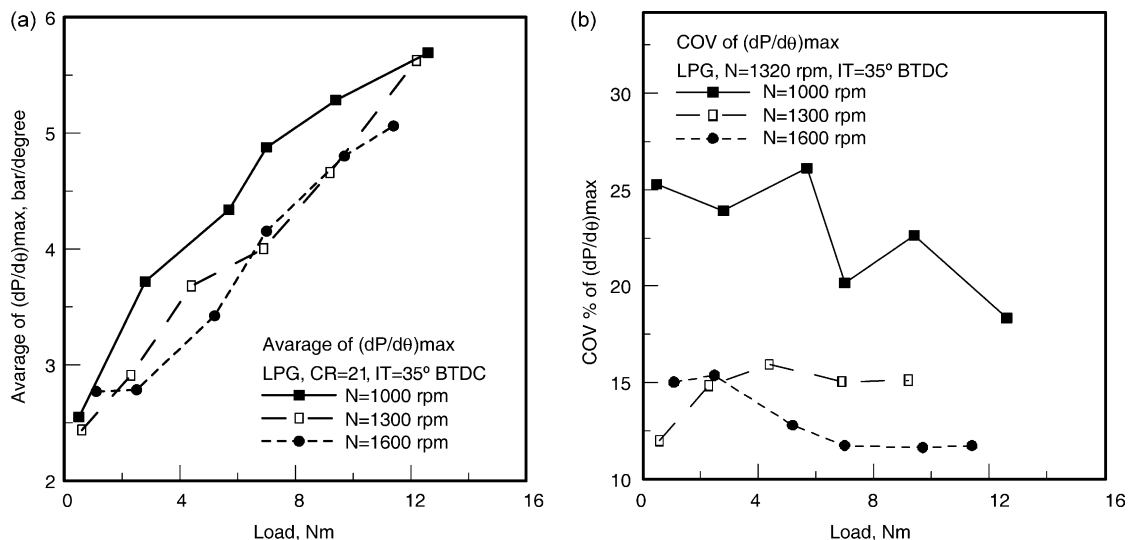 (a)
6
5
4
3
2
Avarage of (dP/dθ)max, bar/degree
Avarage of (dP/dθ)max
LPG, CR=21, IT=35º BTDC
N=1000 rpm
N=1300 rpm
N=1600 rpm
0 4 8 12 16
Load, Nm
(b)
30
25
20
15
10
COV % of (dP/dθ)max
COV of (dP/dθ)max
LPG, N=1320 rpm, IT=35º BTDC
N=1000 rpm
N=1300 rpm
N=1600 rpm
0 4 8 12 16
Load, Nm